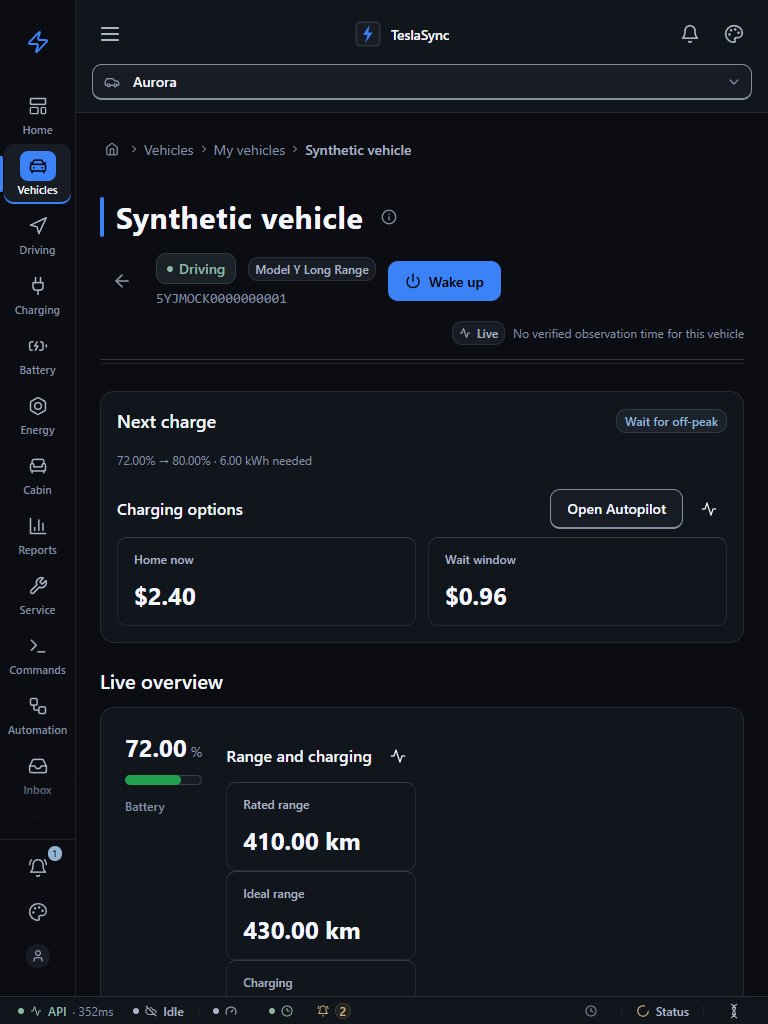 TeslaSync
Aurora
Home
Vehicles
Driving
Charging
Battery
Energy
Cabin
Reports
Service
Commands
Automation
Inbox
1
Vehicles > My vehicles > Synthetic vehicle
Synthetic vehicle
Driving
Model Y Long Range
5YJMOCK0000000001
Wake up
Live
No verified observation time for this vehicle
Next charge
Wait for off-peak
72.00% → 80.00% · 6.00 kWh needed
Charging options
Open Autopilot
Home now
$2.40
Wait window
$0.96
Live overview
72.00 %
Battery
Range and charging
Rated range
410.00 km
Ideal range
430.00 km
Charging
API · 352ms
Idle
2
Status